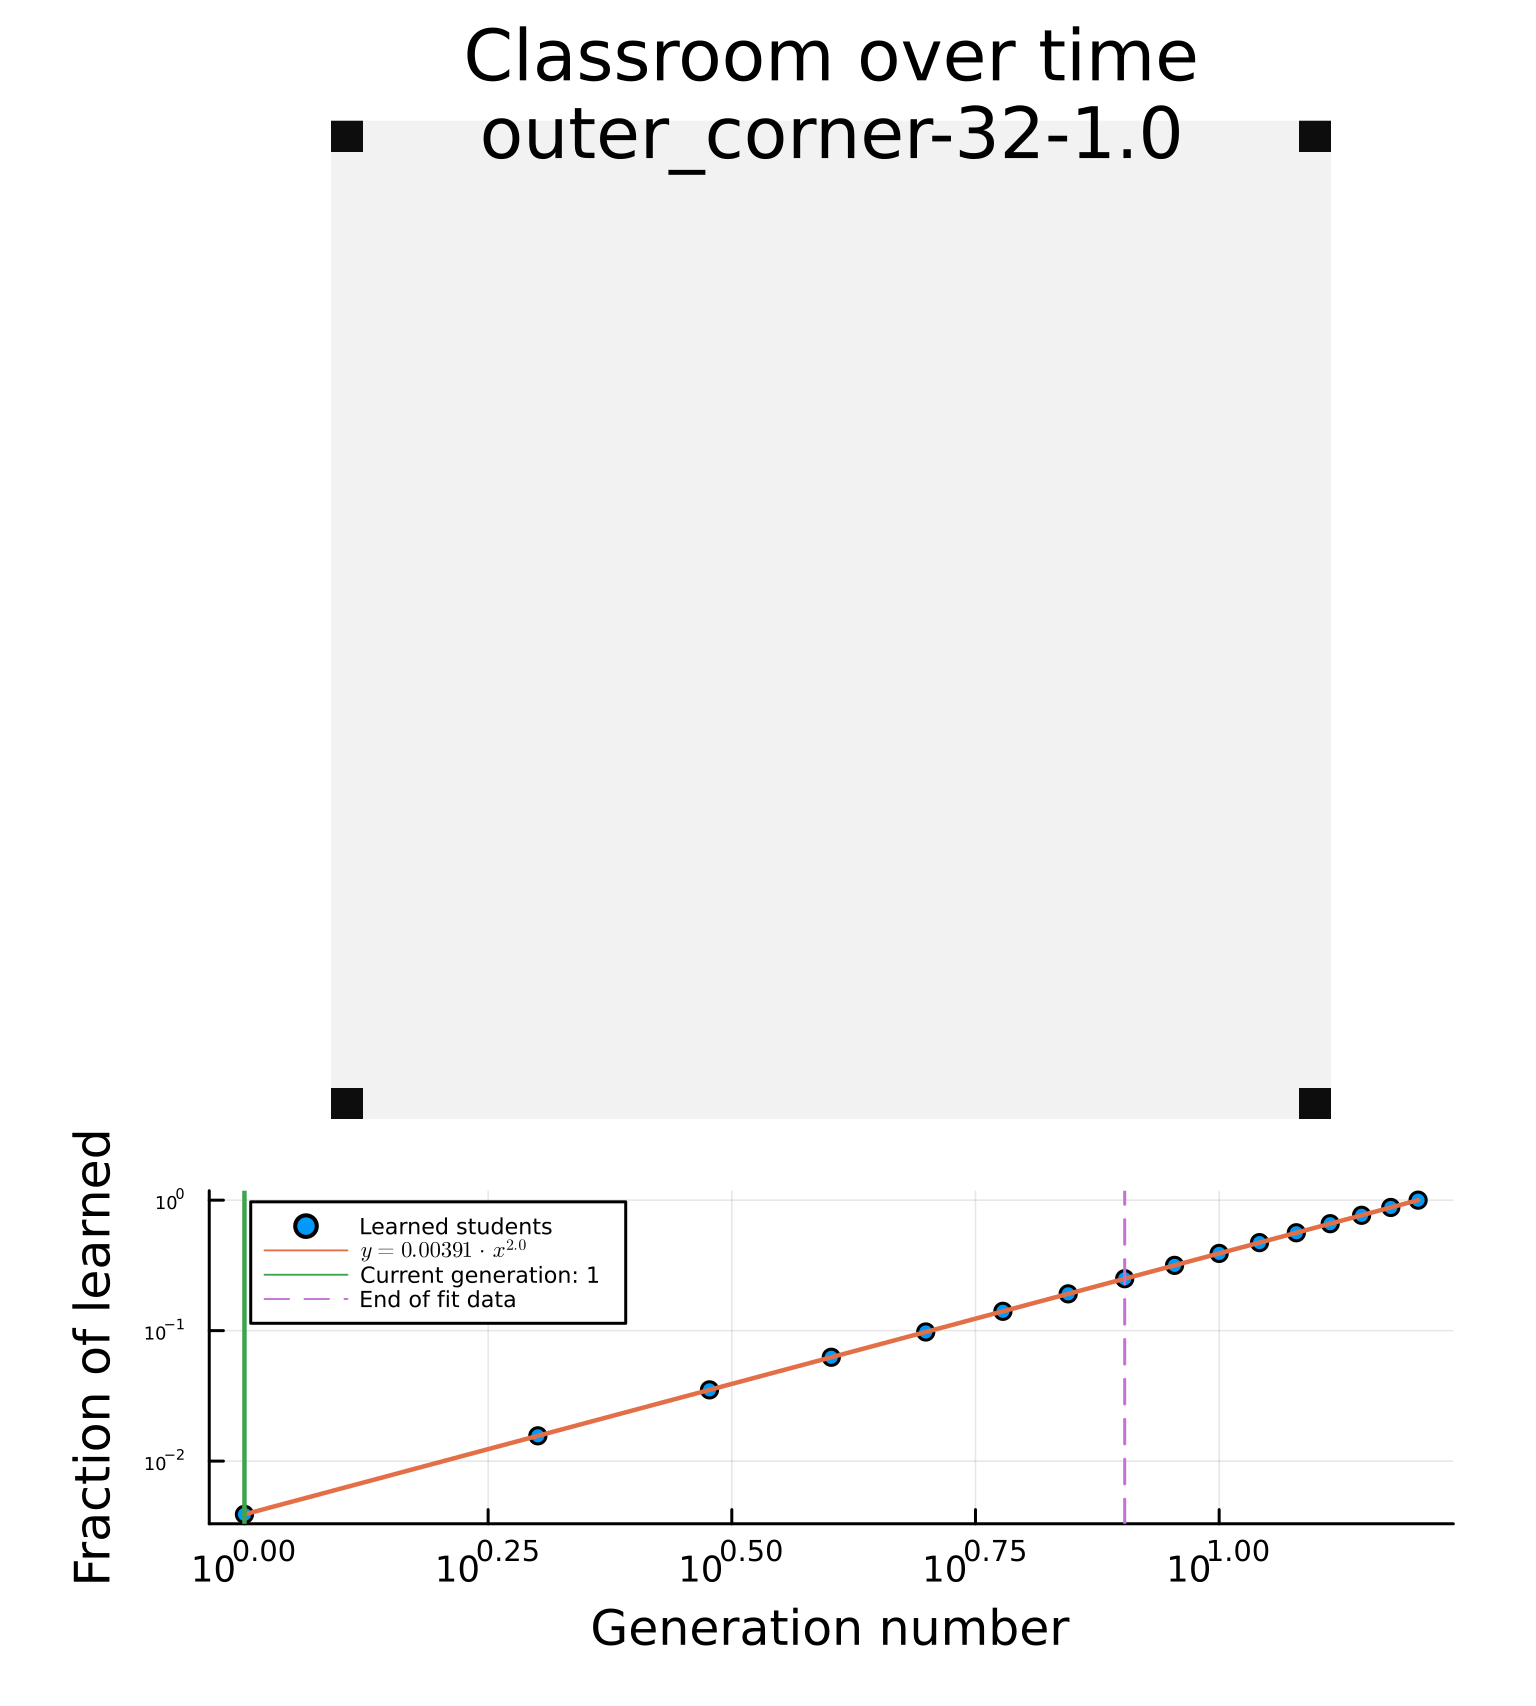 Classroom over time
outer_corner-32-1.0
Fraction of learned
10⁰
10⁻¹
10⁻²
Learned students
y = 0.00391 · x^2.0
Current generation: 1
End of fit data
10^0.00 10^0.25 10^0.50 10^0.75 10^1.00
Generation number